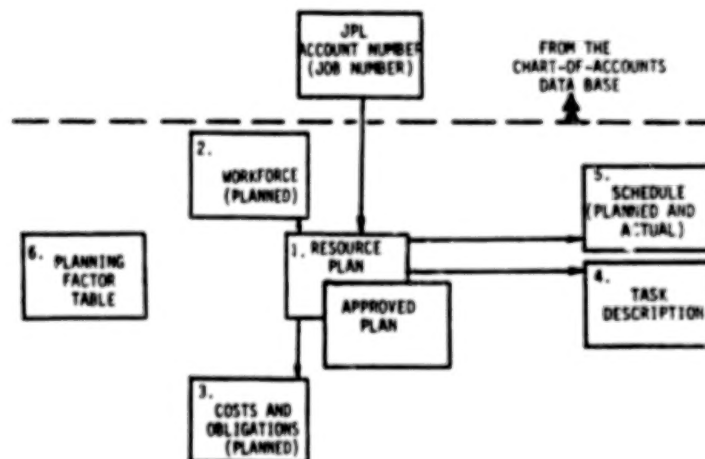 JPL
ACCOUNT NUMBER
(JOB NUMBER)
FROM THE
CHART-OF-ACCOUNTS
DATA BASE
2.
WORKFORCE
(PLANNED)
5.
SCHEDULE
(PLANNED AND
ACTUAL)
6.
PLANNING
FACTOR
TABLE
1. RESOURCE
PLAN
APPROVED
PLAN
4.
TASK
DESCRIPTION
3.
COSTS AND
OBLIGATIONS
(PLANNED)